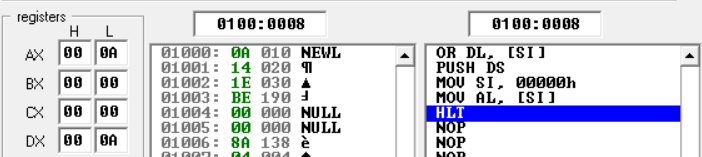 registers
H L
0100:0008
0100:0008
AX 00 0A
BX 00 00
CX 00 00
DX 00 0A
01000: 0A 010 NEWL
01001: 14 020 ¶
01002: 1E 030 ▲
01003: BE 190 ╛
01004: 00 000 NULL
01005: 00 000 NULL
01006: 8A 138 è
01007: 04 004 ♦
OR DL, [SI]
PUSH DS
MOV SI, 00000h
MOV AL, [SI]
HLT
NOP
NOP
NOP